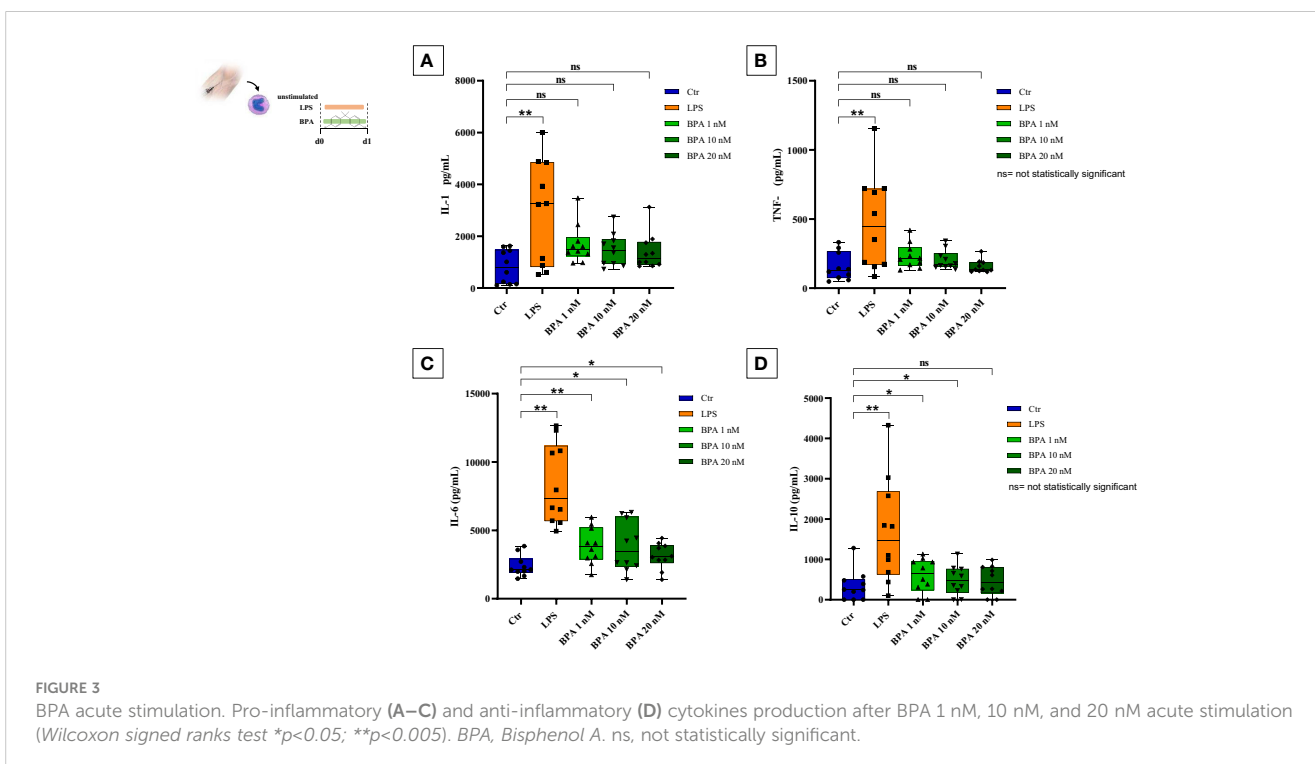 unstimulated
LPS
BPA
d0 d1
A
ns
ns
ns
**
8000
6000
4000
2000
0
IL-1 pg/mL
Ctr
LPS
BPA 1 nM
BPA 10 nM
BPA 20 nM
Ctr
LPS
BPA 1 nM
BPA 10 nM
BPA 20 nM
B
ns
ns
ns
**
1500
1000
500
0
TNF- (pg/mL)
Ctr
LPS
BPA 1 nM
BPA 10 nM
BPA 20 nM
Ctr
LPS
BPA 1 nM
BPA 10 nM
BPA 20 nM
ns= not statistically significant
C
*
*
**
**
15000
10000
5000
0
IL-6 (pg/mL)
Ctr
LPS
BPA 1 nM
BPA 10 nM
BPA 20 nM
Ctr
LPS
BPA 1 nM
BPA 10 nM
BPA 20 nM
D
ns
*
*
**
5000
4000
3000
2000
1000
0
IL-10 (pg/mL)
Ctr
LPS
BPA 1 nM
BPA 10 nM
BPA 20 nM
Ctr
LPS
BPA 1 nM
BPA 10 nM
BPA 20 nM
ns= not statistically significant
FIGURE 3
BPA acute stimulation. Pro-inflammatory (A–C) and anti-inflammatory (D) cytokines production after BPA 1 nM, 10 nM, and 20 nM acute stimulation
(Wilcoxon signed ranks test *p<0.05; **p<0.005). BPA, Bisphenol A. ns, not statistically significant.